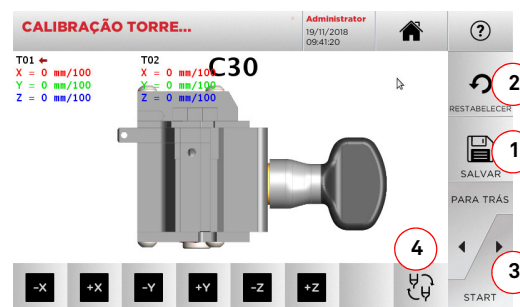 CALIBRAÇÃO TORRE...
Administrator
19/11/2018
09:41:20
?
T01
X = 0 mm/100
Y = 0 mm/100
Z = 0 mm/100
T02
X = 0 mm/100
Y = 0 mm/100
Z = 0 mm/100
C30
2
RESTABELECER
1
SALVAR
PARA TRÁS
4
3
START
-X
+X
-Y
+Y
-Z
+Z